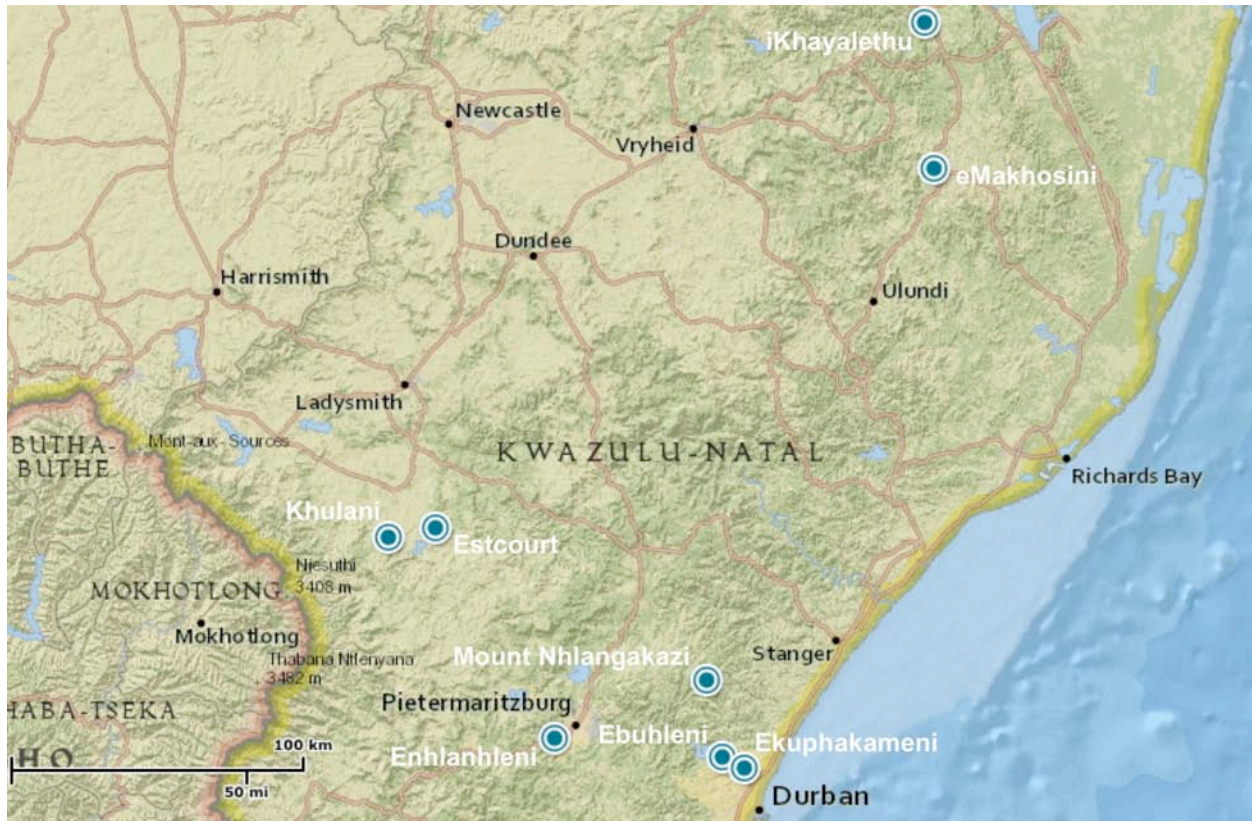 iKhayalethu
Newcastle
Vryheid
eMakhosini
Dundee
Harrismith
Ulundi
Ladysmith
BUTHA-
BUTHE
Mont-aux-Sources
KWAZULU-NATAL
Richards Bay
Khulani
Estcourt
Njesuthi
3408 m
MOKHOTLONG
Mokhotlong
Thabana Ntlenyana
3482 m
Mount Nhlangakazi
Stanger
HABA-TSEKA
Pietermaritzburg
Enhlanhleni
Ebuhleni
Ekuphakameni
HO
100 km
50 mi
Durban